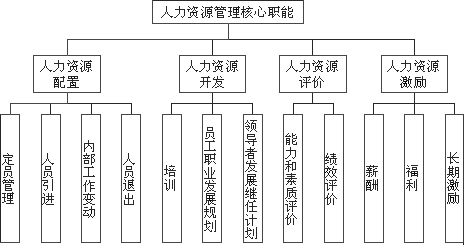 人力资源管理核心职能
人力资源
配置
人力资源
开发
人力资源
评价
人力资源
激励
定员管理
人员引进
内部工作变动
人员退出
培训
员工职业发展规划
领导者发展继任计划
能力和素质评价
绩效评价
薪酬
福利
长期激励